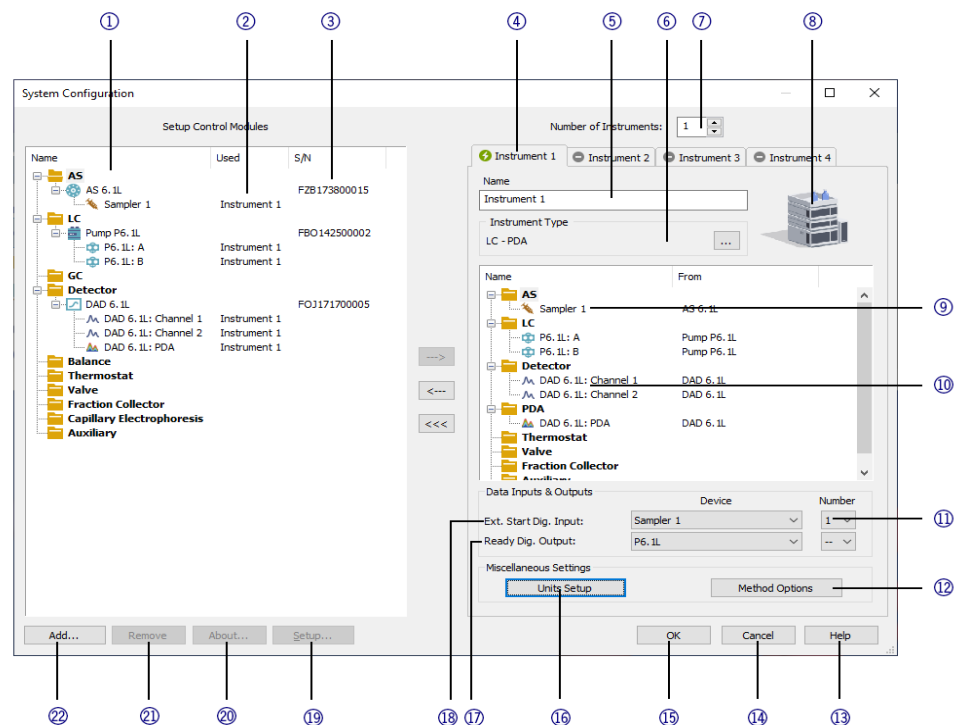 ① ② ③ ④ ⑤ ⑥ ⑦ ⑧
System Configuration
Setup Control Modules
Number of Instruments: 1
Name Used S/N
AS
AS 6.1L FZB173800015
Sampler 1 Instrument 1
LC
Pump P6.1L FBO142500002
P6.1L: A Instrument 1
P6.1L: B Instrument 1
GC
Detector
DAD 6.1L FOJ171700005
DAD 6.1L: Channel 1 Instrument 1
DAD 6.1L: Channel 2 Instrument 1
DAD 6.1L: PDA Instrument 1
Balance
Thermostat
Valve
Fraction Collector
Capillary Electrophoresis
Auxiliary
--->
<---
<<<
Instrument 1 Instrument 2 Instrument 3 Instrument 4
Name
Instrument 1
Instrument Type
LC - PDA ...
Name From
AS
Sampler 1 AS 6.1L ⑨
LC
P6.1L: A Pump P6.1L
P6.1L: B Pump P6.1L
Detector
DAD 6.1L: Channel 1 DAD 6.1L ⑩
DAD 6.1L: Channel 2 DAD 6.1L
PDA
DAD 6.1L: PDA DAD 6.1L
Thermostat
Valve
Fraction Collector
Auxiliary
Data Inputs & Outputs
Device Number
Ext. Start Dig. Input: Sampler 1 1 ⑪
Ready Dig. Output: P6.1L --
Miscellaneous Settings
Units Setup Method Options ⑫
Add... Remove About... Setup... OK Cancel Help
㉒ ㉑ ⑳ ⑲ ⑱ ⑰ ⑯ ⑮ ⑭ ⑬